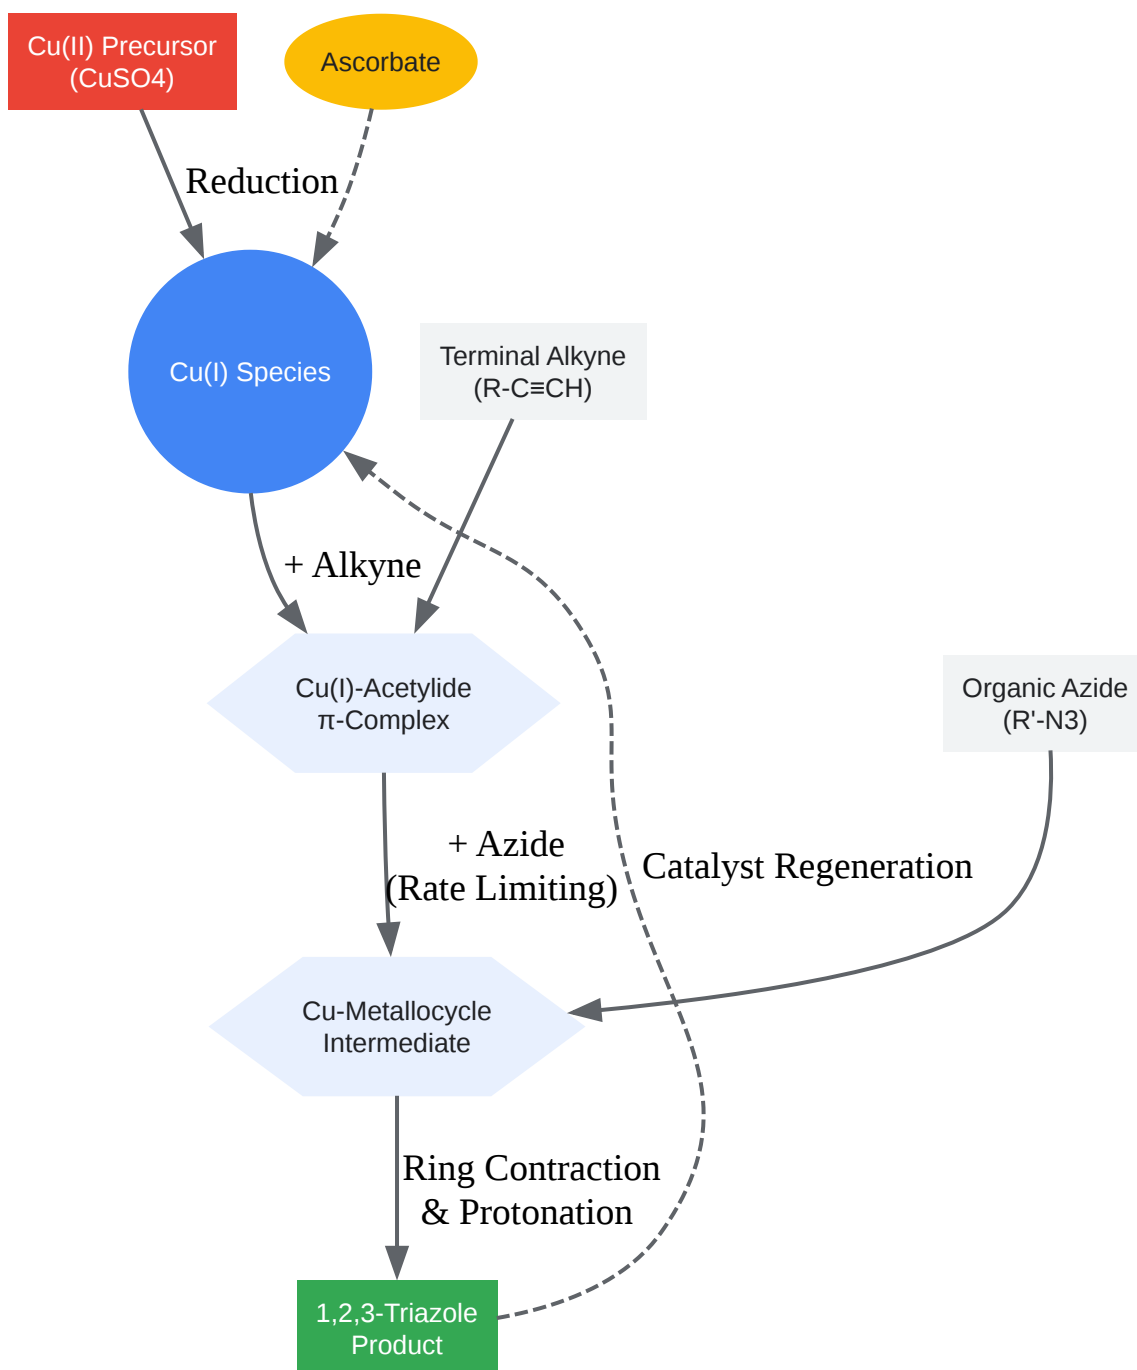 Cu(II) Precursor
(CuSO4)
Ascorbate
Reduction
Cu(I) Species
Terminal Alkyne
(R-C≡CH)
+ Alkyne
Cu(I)-Acetylide
π-Complex
Organic Azide
(R'-N3)
+ Azide
(Rate Limiting)
Catalyst Regeneration
Cu-Metallocycle
Intermediate
Ring Contraction
& Protonation
1,2,3-Triazole
Product